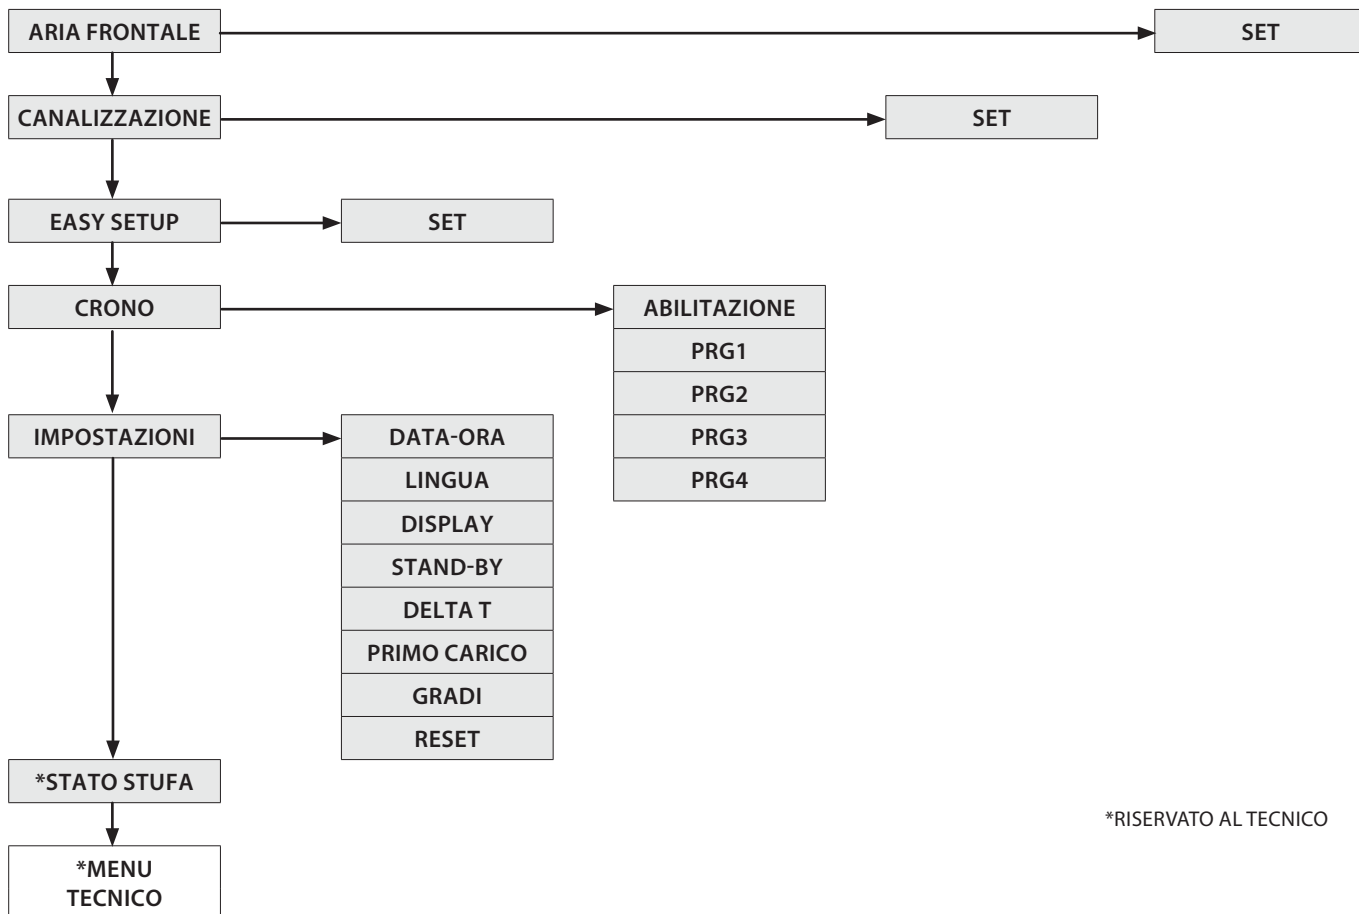 ARIA FRONTALE
SET
CANALIZZAZIONE
SET
EASY SETUP
SET
CRONO
ABILITAZIONE
PRG1
PRG2
PRG3
PRG4
IMPOSTAZIONI
DATA-ORA
LINGUA
DISPLAY
STAND-BY
DELTA T
PRIMO CARICO
GRADI
RESET
*STATO STUFA
*MENU
TECNICO
*RISERVATO AL TECNICO